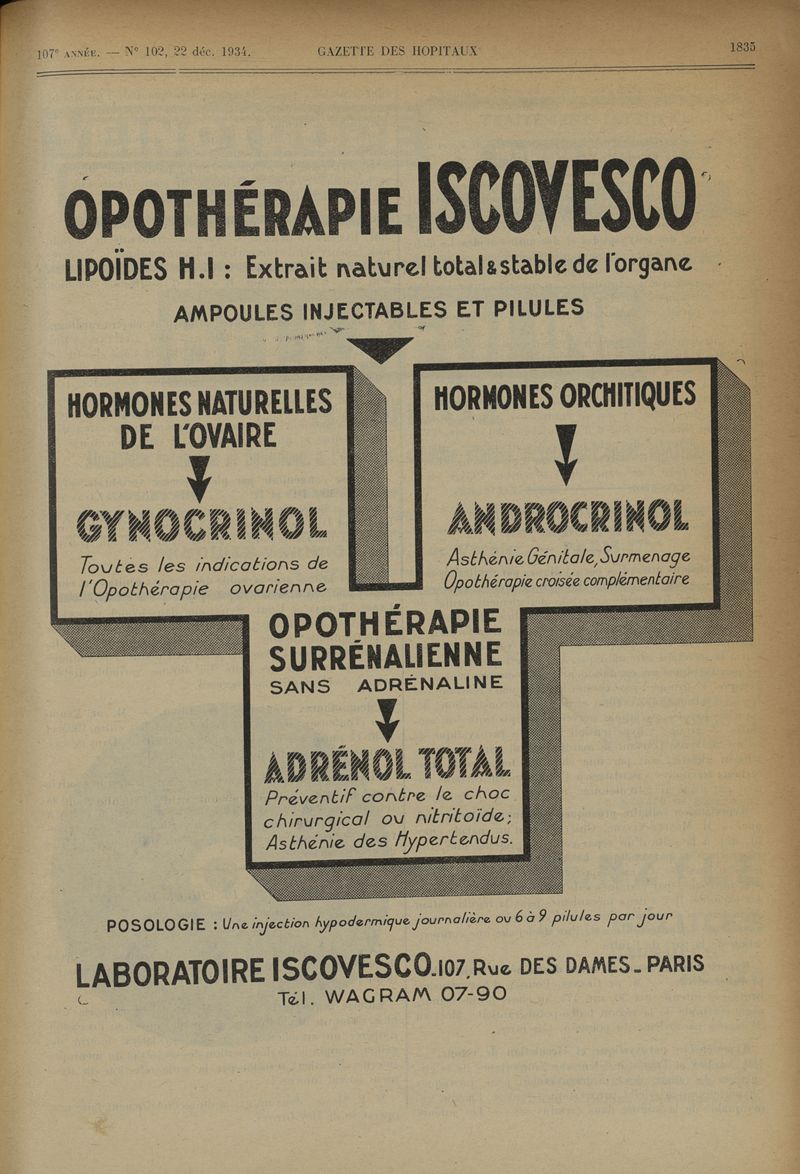 107e ANNÉE. — N° 102, 22 déc. 1934.
GAZETTE DES HOPITAUX
1835
OPOTHÉRAPIE ISCOVESCO
LIPOÏDES H.I : Extrait naturel total & stable de l'organe
AMPOULES INJECTABLES ET PILULES
HORMONES NATURELLES
DE L'OVAIRE
GYNOCRINOL
Toutes les indications de
l'Opothérapie ovarienne
HORMONES ORCHITIQUES
ANDROCRINOL
Asthénie Génitale, Surmenage
Opothérapie croisée complémentaire
OPOTHÉRAPIE
SURRÉNALIENNE
SANS ADRÉNALINE
ADRÉNOL TOTAL
Préventif contre le choc
chirurgical ou nitritoïde;
Asthénie des Hypertendus.
POSOLOGIE : Une injection hypodermique journalière ou 6 à 9 pilules par jour
LABORATOIRE ISCOVESCO_107, Rue DES DAMES_ PARIS
Tél. WAGRAM 07-90